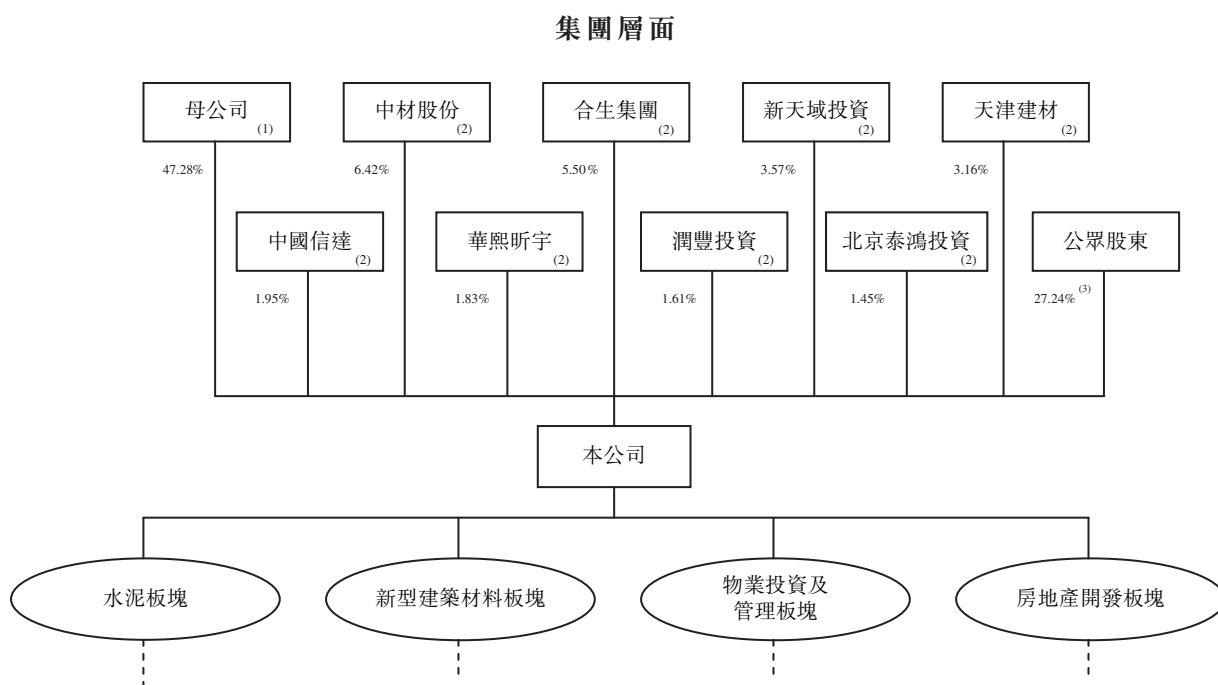 集團層面
母公司 (1)
中材股份 (2)
合生集團 (2)
新天域投資 (2)
天津建材 (2)
47.28%
6.42%
5.50%
3.57%
3.16%
中國信達 (2)
華熙昕宇 (2)
潤豐投資 (2)
北京泰鴻投資 (2)
公眾股東
1.95%
1.83%
1.61%
1.45%
27.24% (3)
本公司
水泥板塊
新型建築材料板塊
物業投資及
管理板塊
房地產開發板塊